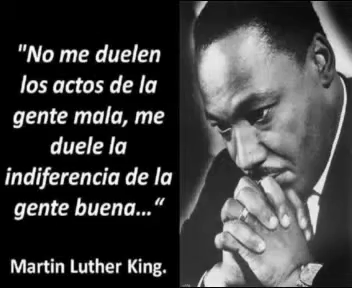 "No me duelen
los actos de la
gente mala, me
duele la
indiferencia de la
gente buena…“
Martin Luther King.